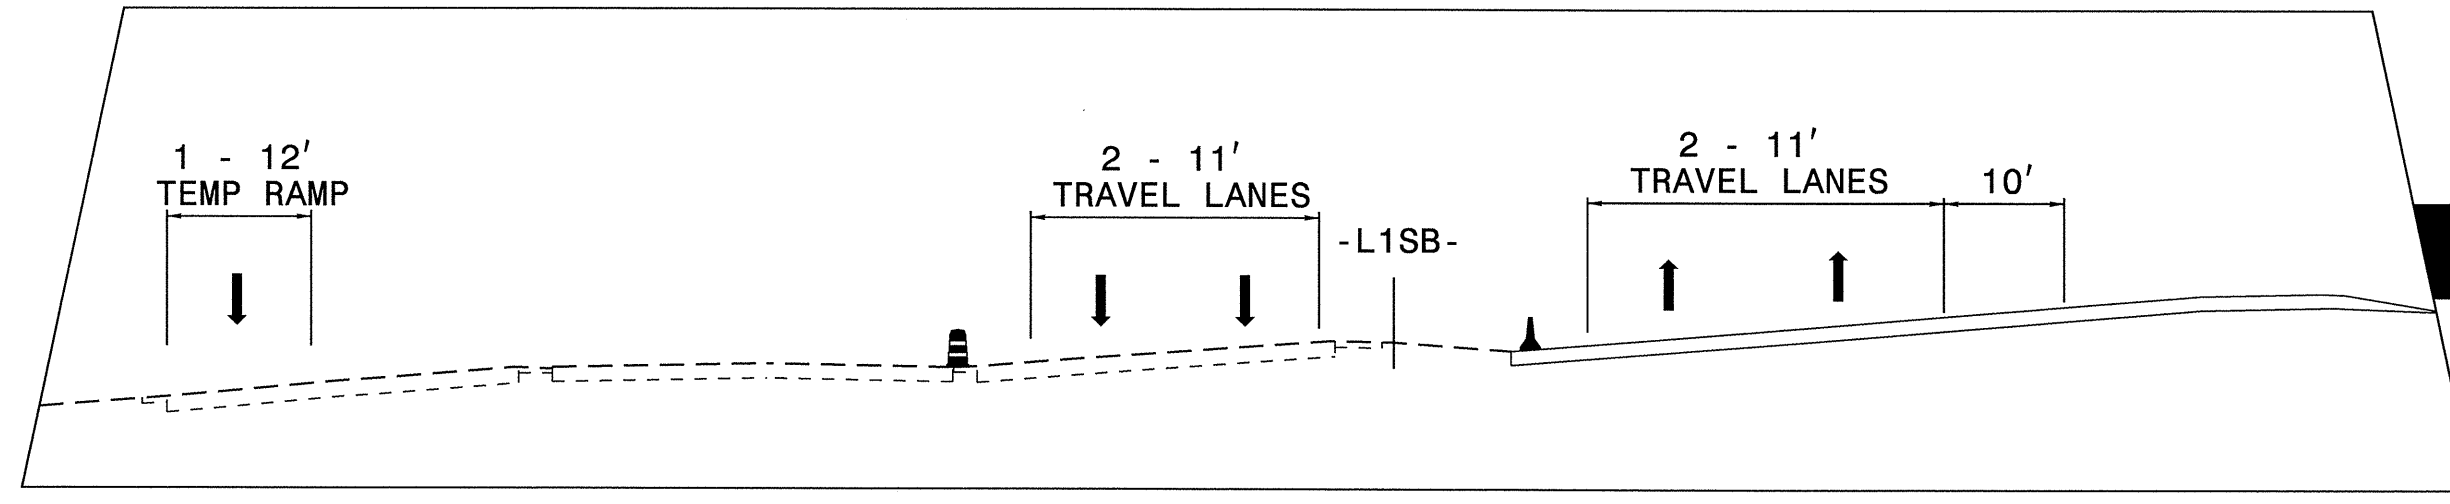 1 - 12'
TEMP RAMP
2 - 11'
TRAVEL LANES
-L1SB-
2 - 11'
TRAVEL LANES
10'